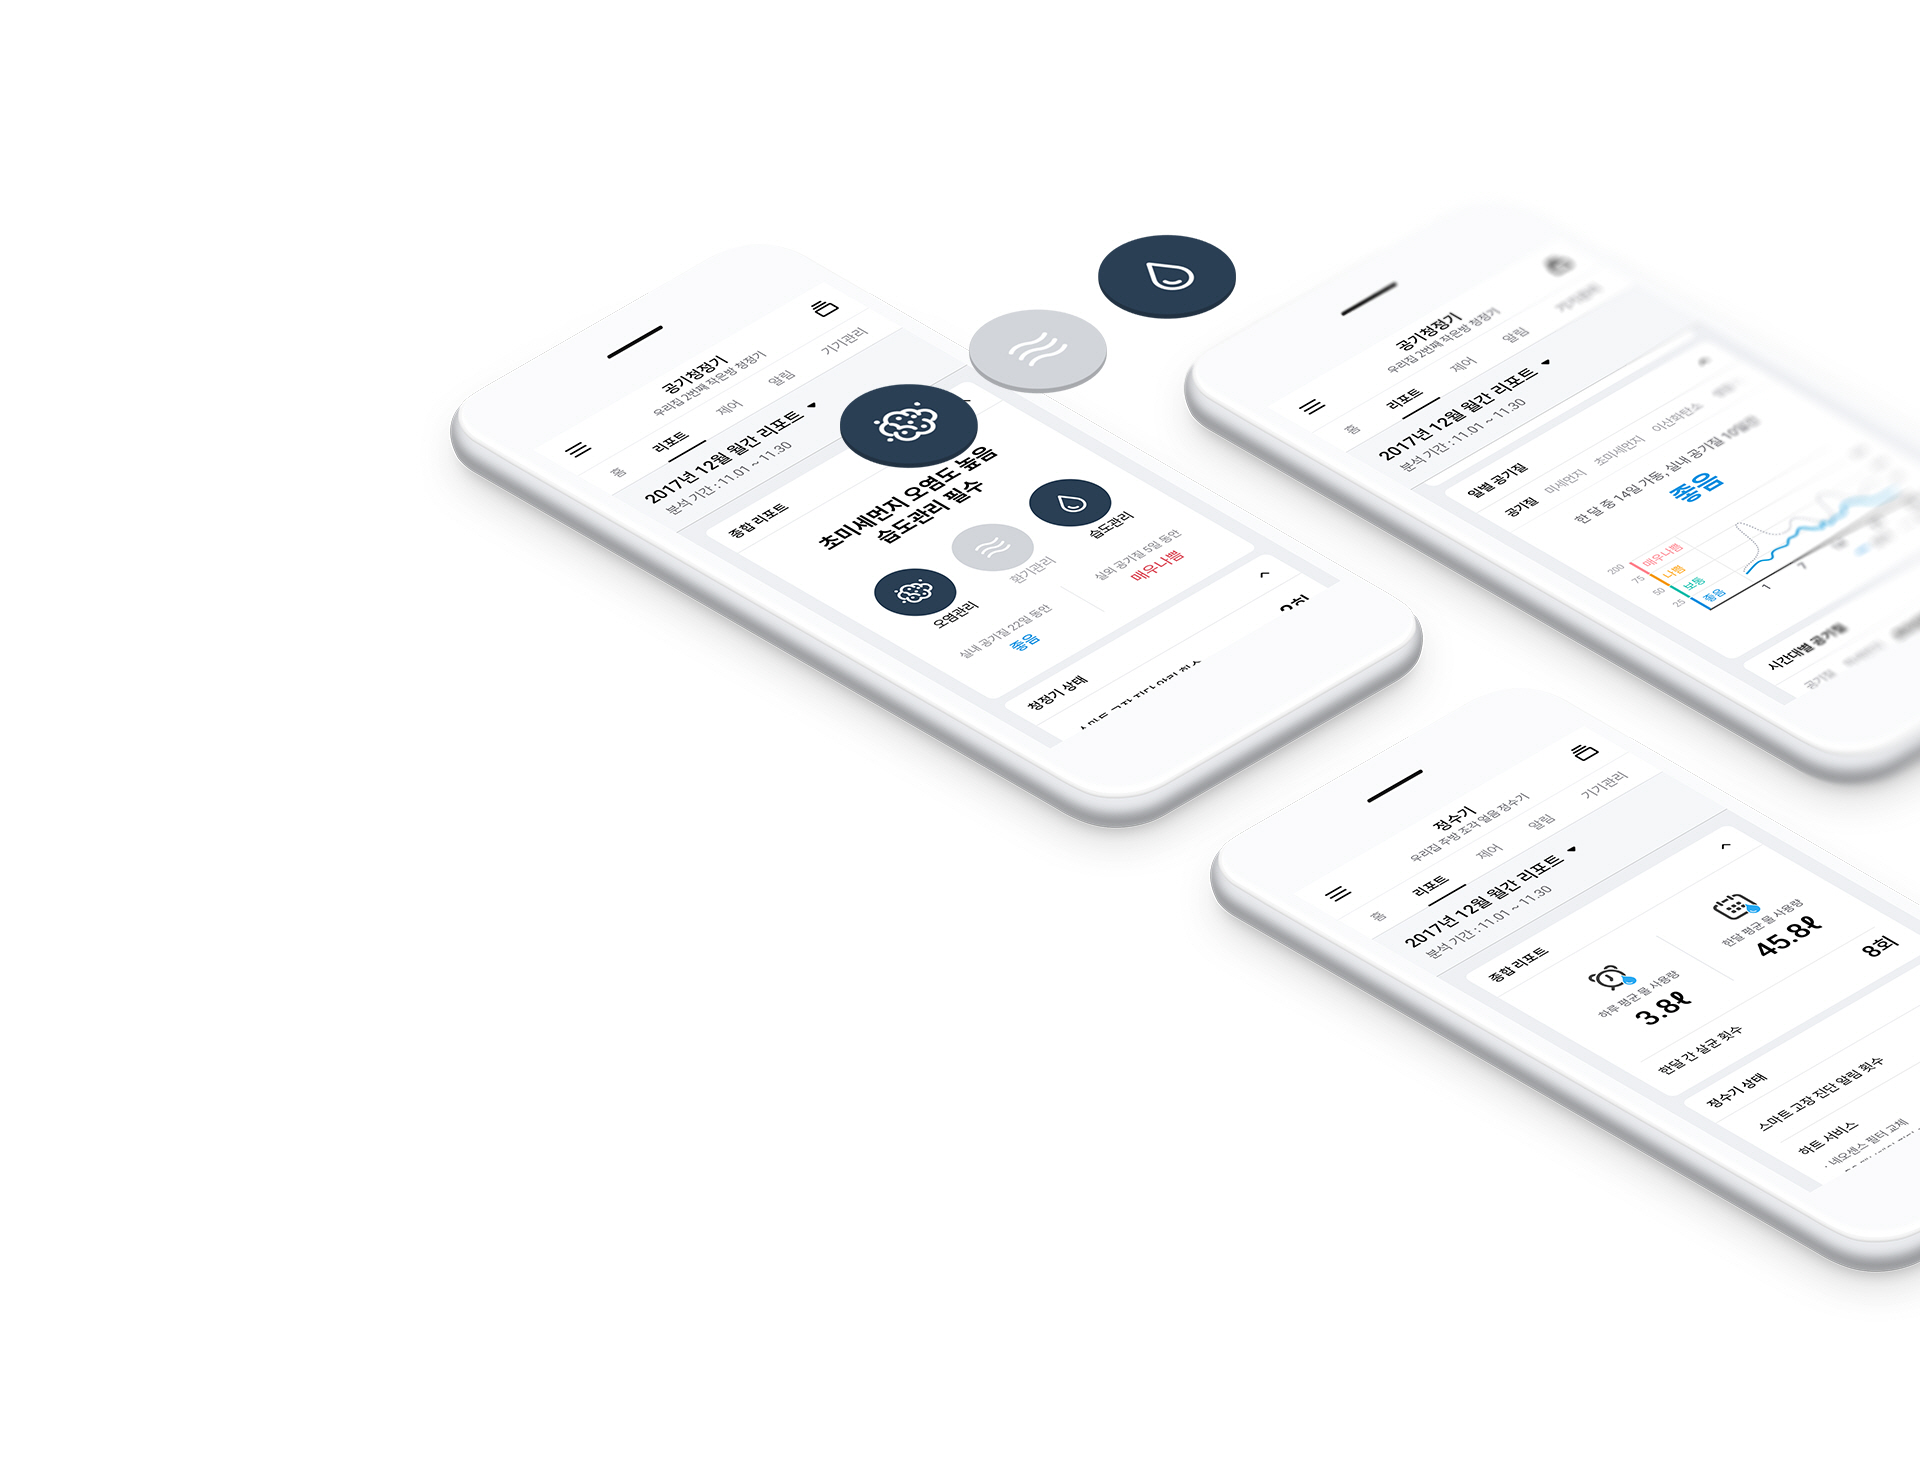 공기청정기
우리집 2번째 작은방 청정기
홈
리포트
제어
알림
기기관리
2017년 12월 월간 리포트
분석 기간 : 11.01 ~ 11.30
종합 리포트
초미세먼지 오염도 높음
습도관리 필수
오염관리
환기관리
습도관리
실내 공기질 22일 동안
좋음
실외 공기질 5일 동안
매우나쁨
청정기 상태
공기청정기
우리집 2번째 작은방 청정기
홈
리포트
제어
알림
2017년 12월 월간 리포트
분석 기간 : 11.01 ~ 11.30
일별 공기질
공기질
미세먼지
초미세먼지
이산화탄소
한 달 중 14일 가동, 실내 공기질 10일간
좋음
200
75
50
25
매우나쁨
나쁨
보통
좋음
1
7
시간대별 공기질
공기질
정수기
우리집 주방 조각 얼음 정수기
홈
리포트
제어
알림
기기관리
2017년 12월 월간 리포트
분석 기간 : 11.01 ~ 11.30
종합 리포트
하루 평균 물 사용량
3.8ℓ
한달 평균 물 사용량
45.8ℓ
한달 간 살균 횟수
8회
정수기 상태
스마트 고장 진단 알림 횟수
하트 서비스
· 네오센스 필터 교체